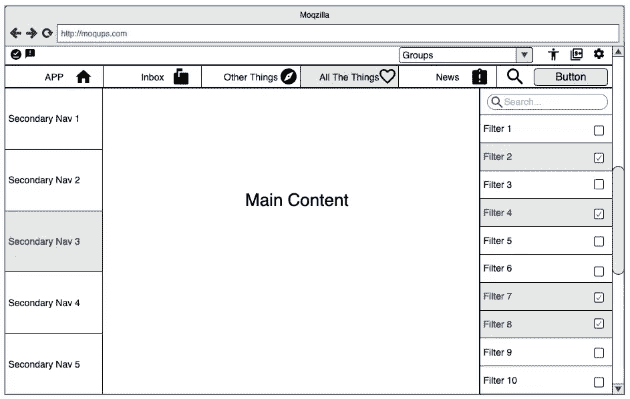 Moqzilla
http://moqups.com
Groups
9+
APP
Inbox
Other Things
All The Things
News
Button
Secondary Nav 1
Secondary Nav 2
Secondary Nav 3
Secondary Nav 4
Secondary Nav 5
Main Content
Search...
Filter 1
Filter 2
Filter 3
Filter 4
Filter 5
Filter 6
Filter 7
Filter 8
Filter 9
Filter 10